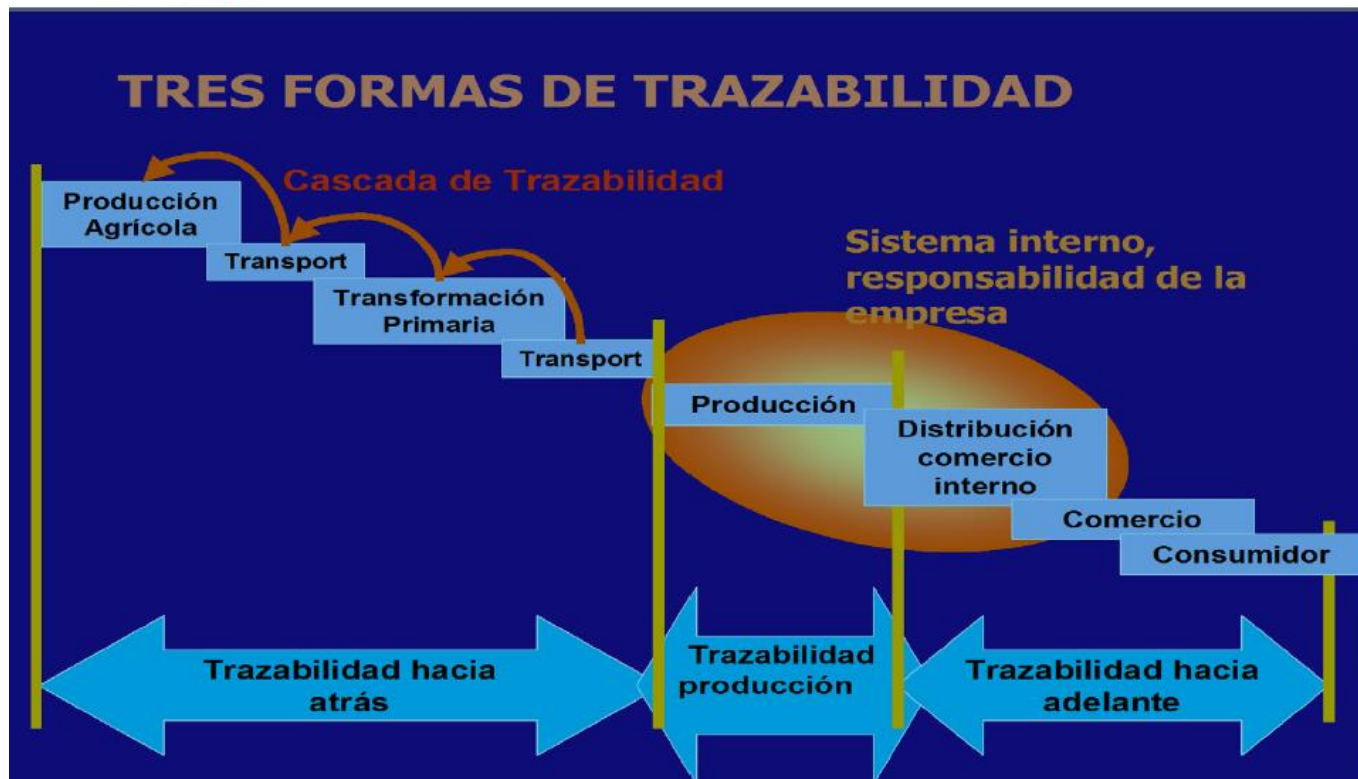 TRES FORMAS DE TRAZABILIDAD
Cascada de Trazabilidad
Producción
Agrícola
Transport
Transformación
Primaria
Transport
Sistema interno,
responsabilidad de la
empresa
Producción
Distribución
comercio
interno
Comercio
Consumidor
Trazabilidad hacia
atrás
Trazabilidad
producción
Trazabilidad hacia
adelante